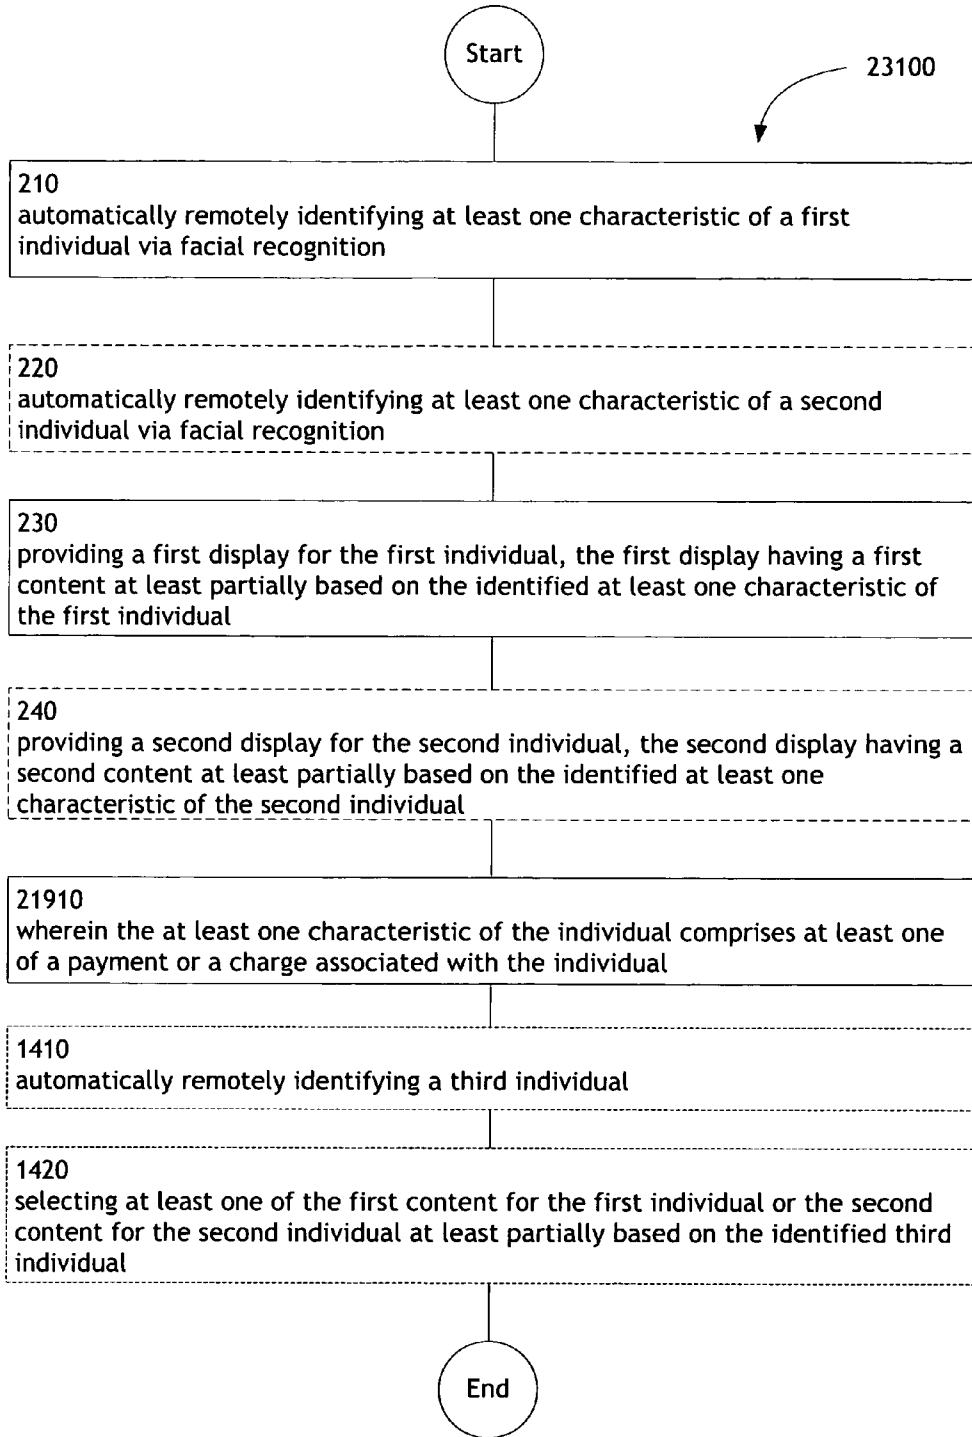 Start
23100
210
automatically remotely identifying at least one characteristic of a first
individual via facial recognition
220
automatically remotely identifying at least one characteristic of a second
individual via facial recognition
230
providing a first display for the first individual, the first display having a first
content at least partially based on the identified at least one characteristic of
the first individual
240
providing a second display for the second individual, the second display having a
second content at least partially based on the identified at least one
characteristic of the second individual
21910
wherein the at least one characteristic of the individual comprises at least one
of a payment or a charge associated with the individual
1410
automatically remotely identifying a third individual
1420
selecting at least one of the first content for the first individual or the second
content for the second individual at least partially based on the identified third
individual
End